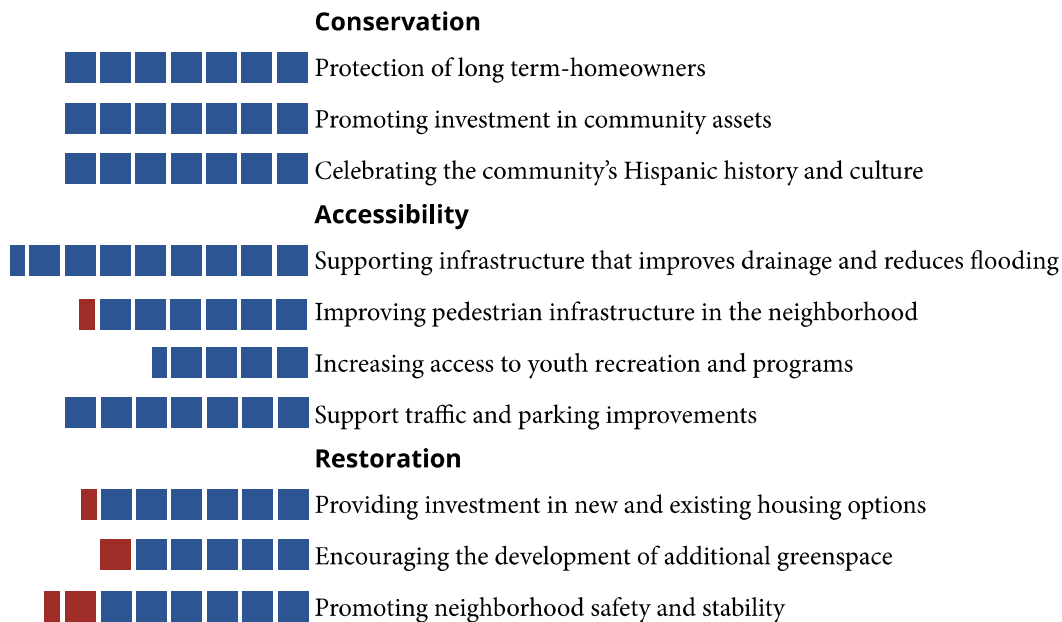 Conservation
Protection of long term-homeowners
Promoting investment in community assets
Celebrating the community’s Hispanic history and culture
Accessibility
Supporting infrastructure that improves drainage and reduces flooding
Improving pedestrian infrastructure in the neighborhood
Increasing access to youth recreation and programs
Support traffic and parking improvements
Restoration
Providing investment in new and existing housing options
Encouraging the development of additional greenspace
Promoting neighborhood safety and stability